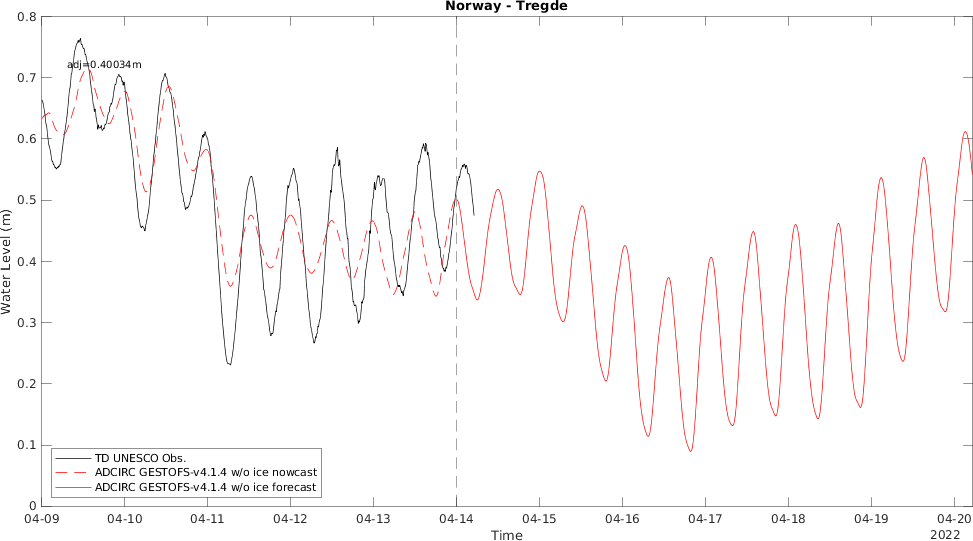 Norway - Tregde
0.8
0.7
0.6
0.5
0.4
0.3
0.2
0.1
0
Water Level (m)
adj=0.40034m
TD UNESCO Obs.
ADCIRC GESTOFS-v4.1.4 w/o ice nowcast
ADCIRC GESTOFS-v4.1.4 w/o ice forecast
04-09 04-10 04-11 04-12 04-13 04-14 04-15 04-16 04-17 04-18 04-19 04-20
Time
2022